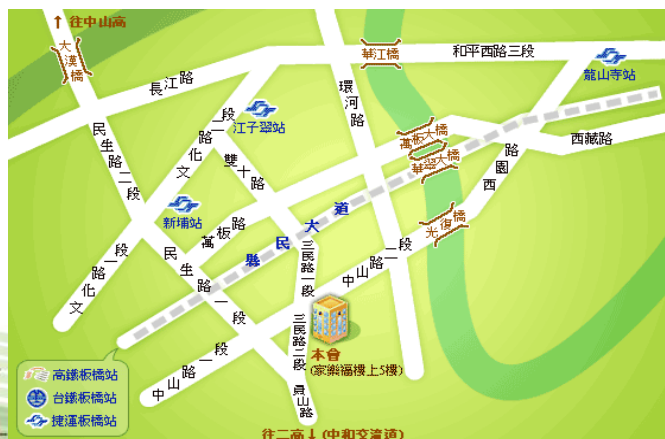 ↑ 往中山高
大漢橋
華江橋
和平西路三段
龍山寺站
長江路
環河路
江子翠站
文化路二段
民生路二段
雙十路
萬板大橋
華翠大橋
西藏路
西園路
新埔站
萬板路
縣民大道
光復橋
文化路一段
民生路一段
三民路一段
中山路二段
中山路一段
三民路二段
本會
(家樂福樓上5樓)
員山路
高鐵板橋站
台鐵板橋站
捷運板橋站
往二高↓(中和交流道)